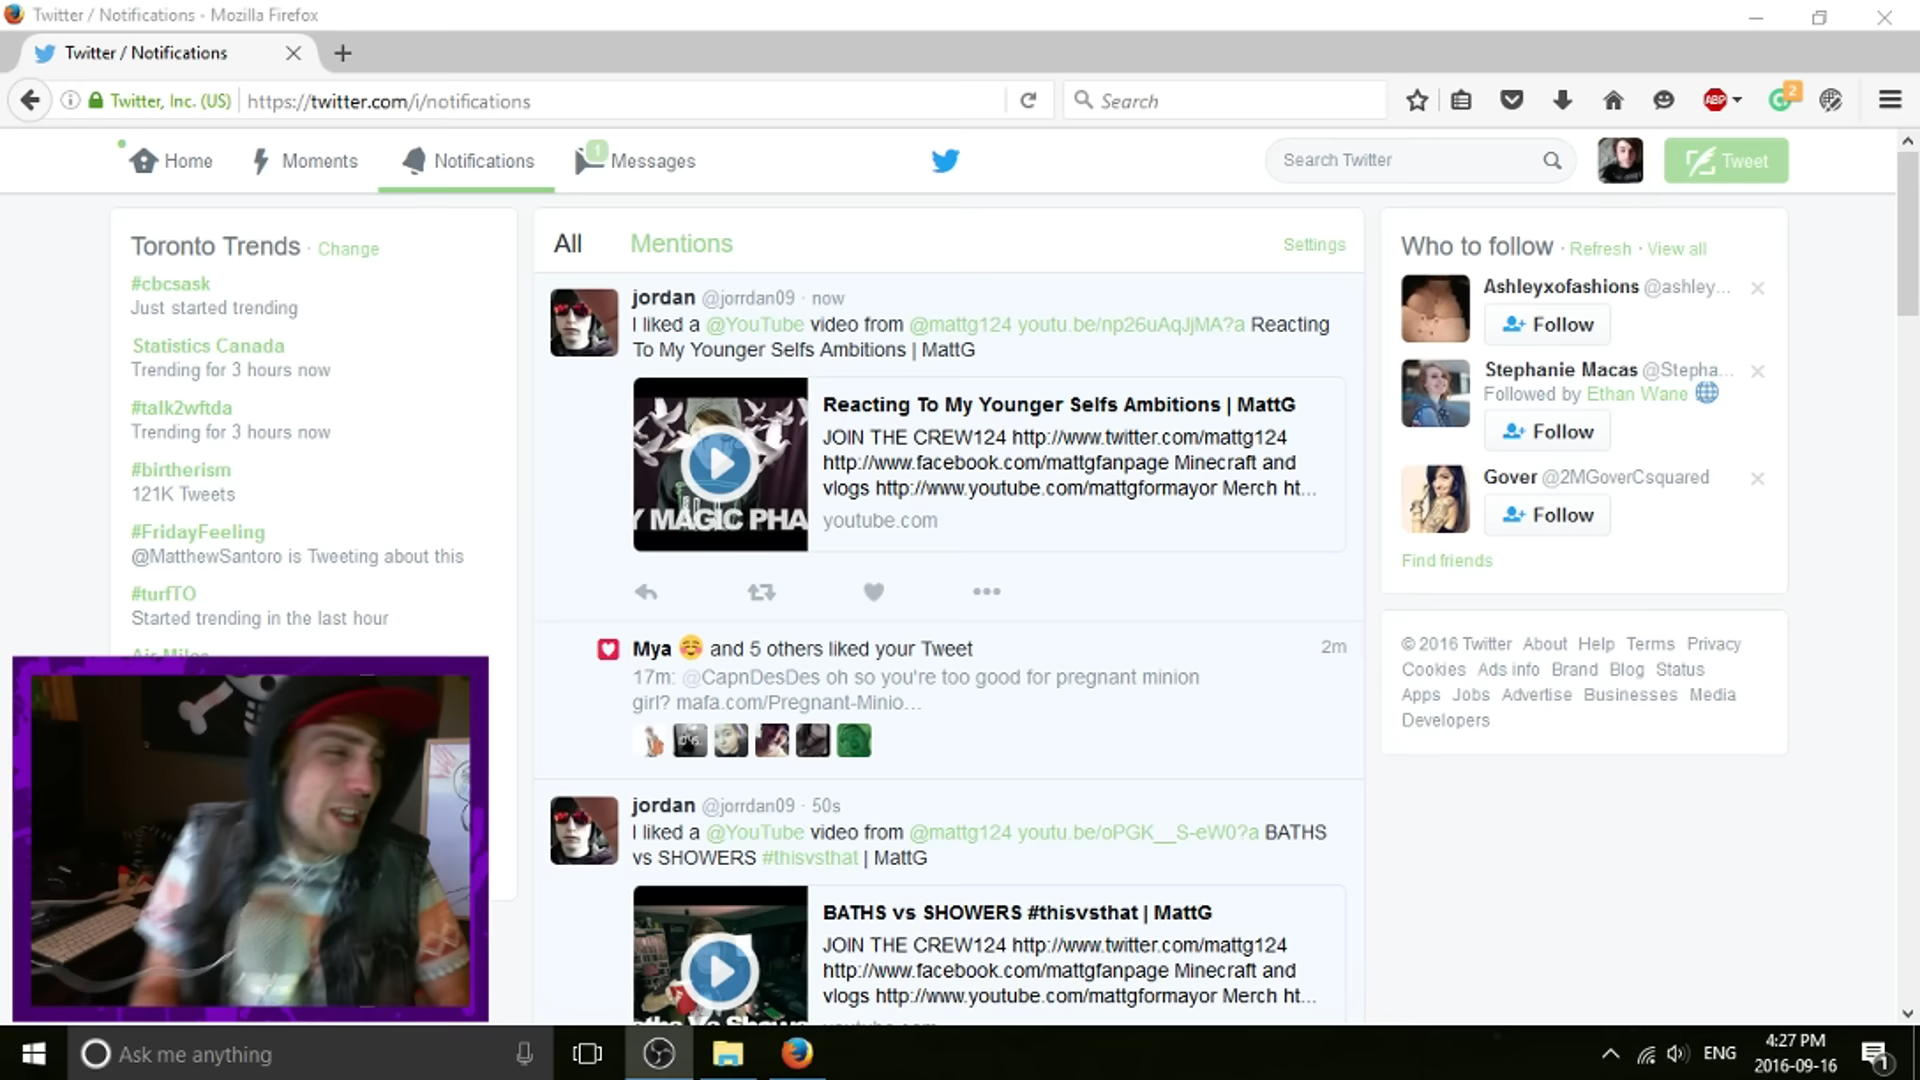 Twitter / Notifications - Mozilla Firefox
Twitter / Notifications
Twitter, Inc. (US)
https://twitter.com/i/notifications
Search
ABP
2
Home
Moments
Notifications
1
Messages
Search Twitter
Tweet
Toronto Trends · Change
#cbcsask
Just started trending
Statistics Canada
Trending for 3 hours now
#talk2wftda
Trending for 3 hours now
#birtherism
121K Tweets
#FridayFeeling
@MatthewSantoro is Tweeting about this
#turfTO
Started trending in the last hour
Air Miles
All
Mentions
Settings
jordan @jorrdan09 · now
I liked a @YouTube video from @mattg124 youtu.be/np26uAqJjMA?a Reacting
To My Younger Selfs Ambitions | MattG
Y MAGIC PHA
Reacting To My Younger Selfs Ambitions | MattG
JOIN THE CREW124 http://www.twitter.com/mattg124
http://www.facebook.com/mattgfanpage Minecraft and
vlogs http://www.youtube.com/mattgformayor Merch ht...
youtube.com
Mya ☺️ and 5 others liked your Tweet
2m
17m: @CapnDesDes oh so you're too good for pregnant minion
girl? mafa.com/Pregnant-Minio...
jordan @jorrdan09 · 50s
I liked a @YouTube video from @mattg124 youtu.be/oPGK__S-eW0?a BATHS
vs SHOWERS #thisvsthat | MattG
BATHS vs SHOWERS #thisvsthat | MattG
JOIN THE CREW124 http://www.twitter.com/mattg124
http://www.facebook.com/mattgfanpage Minecraft and
vlogs http://www.youtube.com/mattgformayor Merch ht...
youtube.com
Who to follow · Refresh · View all
Ashleyxofashions @ashley...
Follow
Stephanie Macas @Stepha...
Followed by Ethan Wane
Follow
Gover @2MGoverCsquared
Follow
Find friends
© 2016 Twitter About Help Terms Privacy
Cookies Ads info Brand Blog Status
Apps Jobs Advertise Businesses Media
Developers
Ask me anything
ENG
4:27 PM
2016-09-16
1